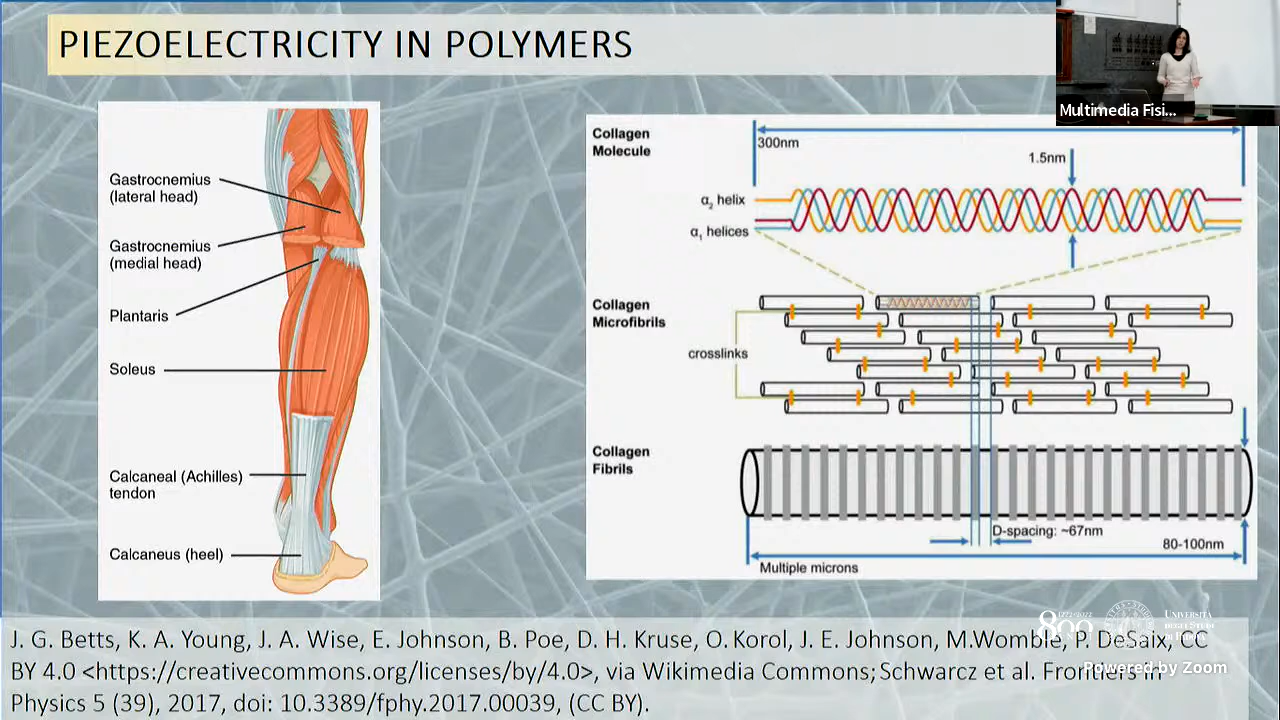 PIEZOELECTRICITY IN POLYMERS
Multimedia Fisi...
Gastrocnemius
(lateral head)
Gastrocnemius
(medial head)
Plantaris
Soleus
Calcaneal (Achilles)
tendon
Calcaneus (heel)
Collagen
Molecule
300nm
1.5nm
α2 helix
α1 helices
Collagen
Microfibrils
crosslinks
Collagen
Fibrils
D-spacing: ~67nm
80-100nm
Multiple microns
800
1222-2022
UNIVERSITÀ
DEGLI STUDI
DI PADOVA
J. G. Betts, K. A. Young, J. A. Wise, E. Johnson, B. Poe, D. H. Kruse, O. Korol, J. E. Johnson, M.Womble, P. DeSaix, CC
BY 4.0 <https://creativecommons.org/licenses/by/4.0>, via Wikimedia Commons; Schwarcz et al. Frontiers in
Physics 5 (39), 2017, doi: 10.3389/fphy.2017.00039, (CC BY).
Powered by Zoom